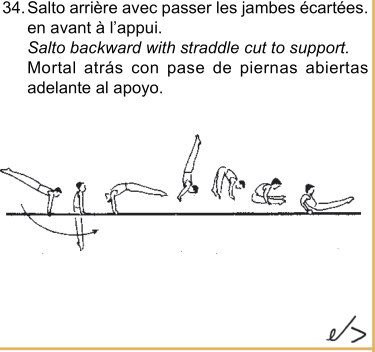 34. Salto arrière avec passer les jambes écartées.
en avant à l'appui.
Salto backward with straddle cut to support.
Mortal atrás con pase de piernas abiertas
adelante al apoyo.